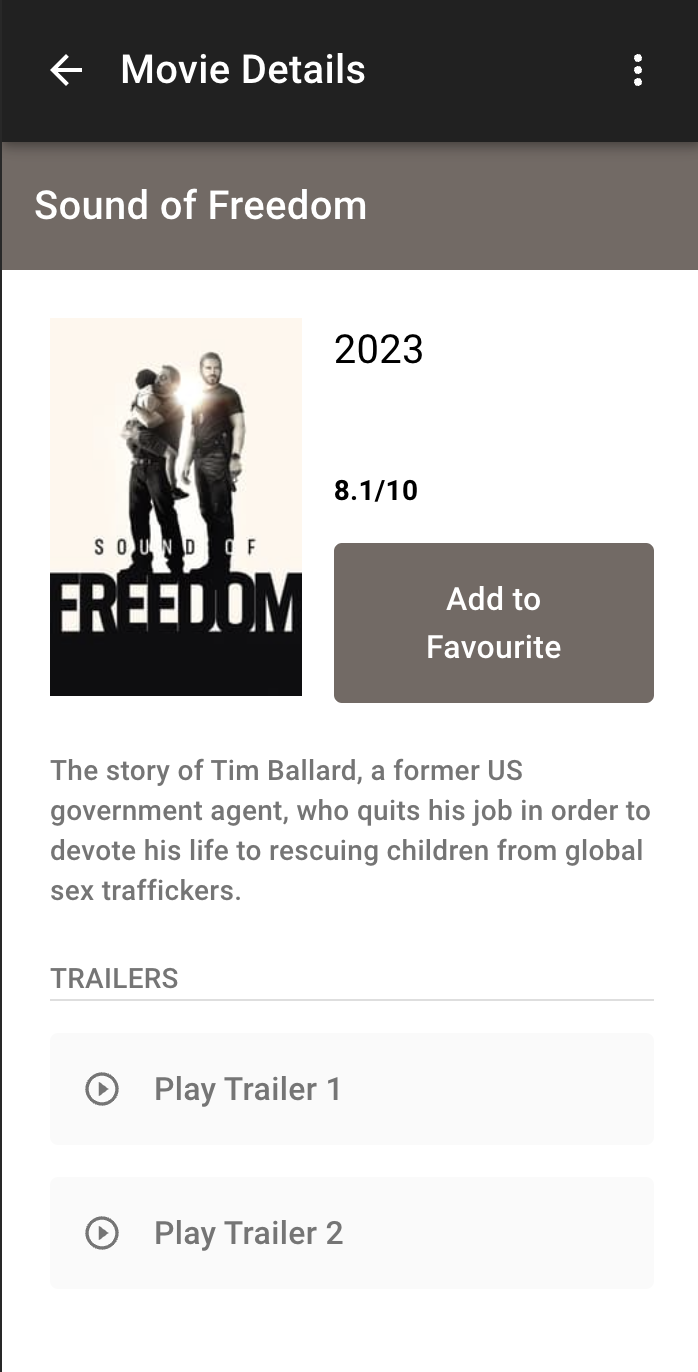 Movie Details
Sound of Freedom
SOUND OF
FREEDOM
2023
8.1/10
Add to
Favourite
The story of Tim Ballard, a former US
government agent, who quits his job in order to
devote his life to rescuing children from global
sex traffickers.
TRAILERS
Play Trailer 1
Play Trailer 2